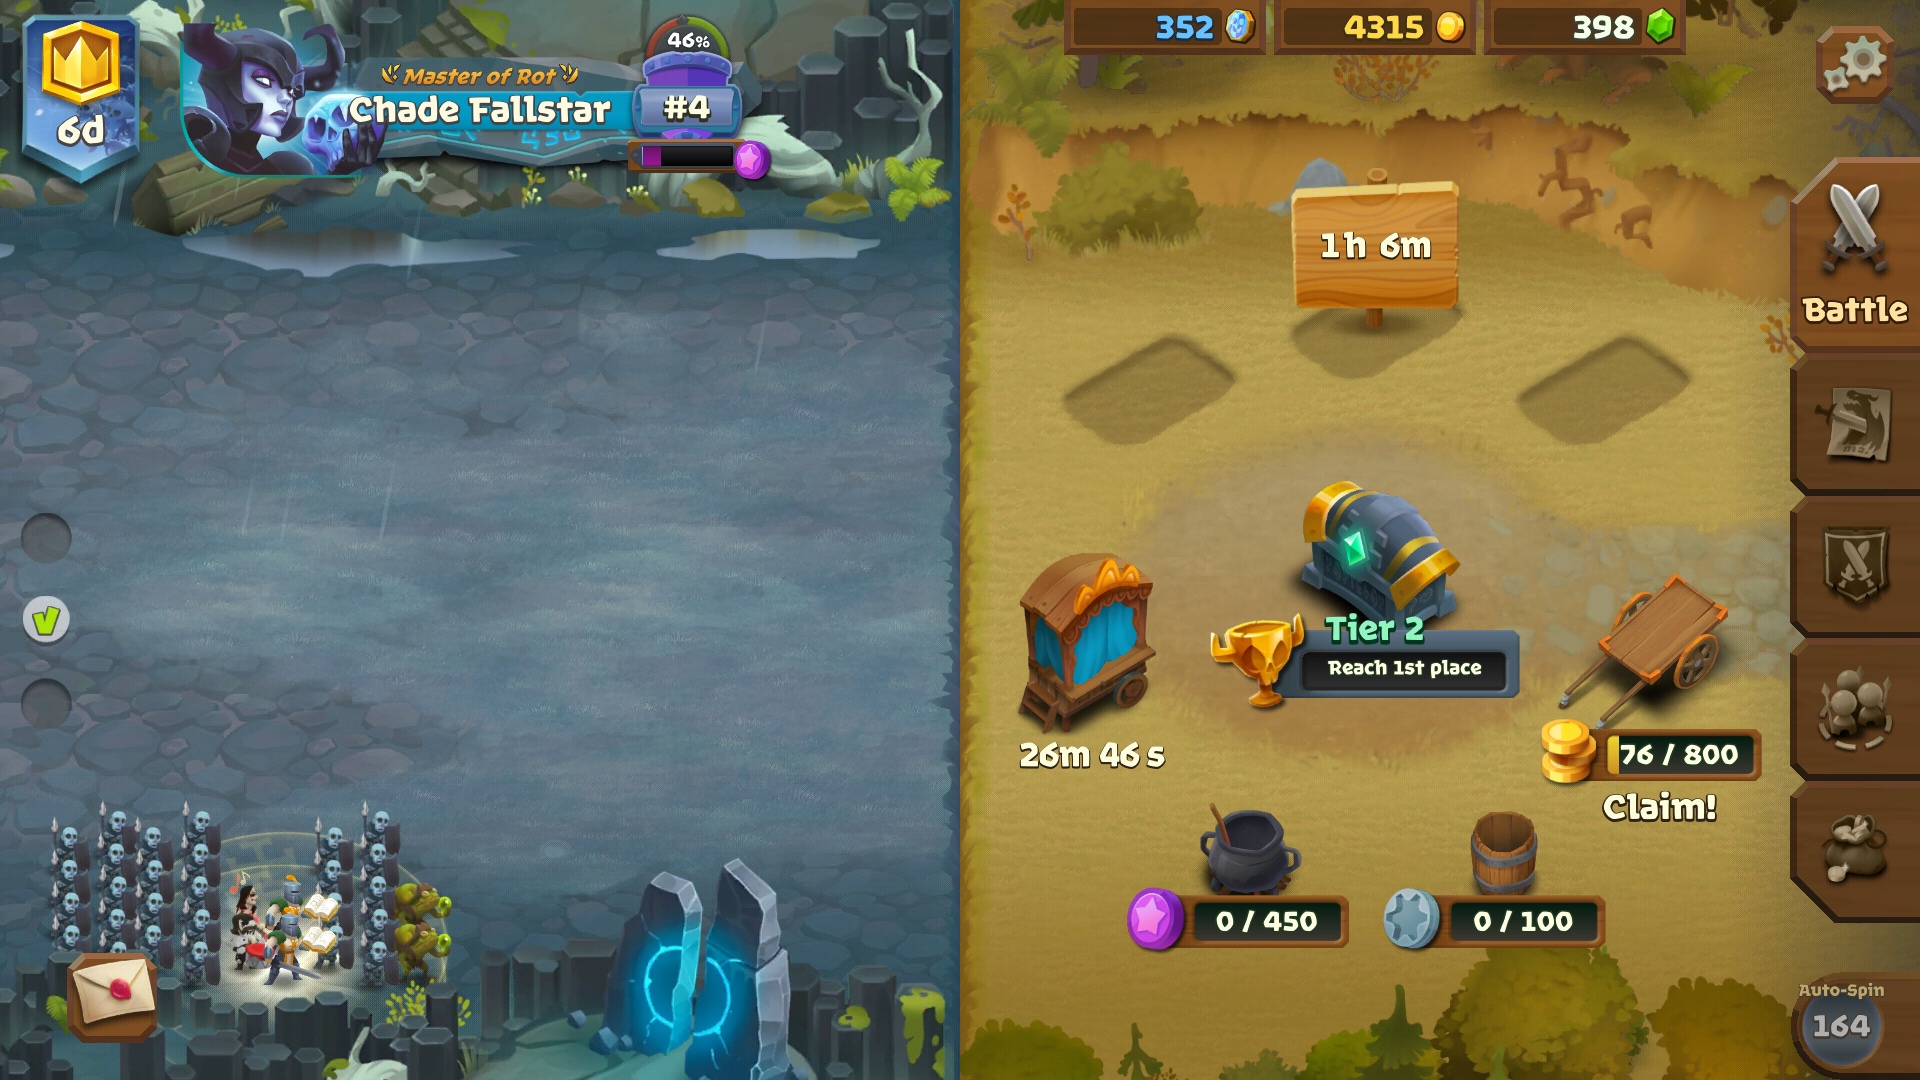 6d
Master of Rot
Chade Fallstar
46%
#4
352
4315
398
1h 6m
Battle
Tier 2
Reach 1st place
26m 46s
76 / 800
Claim!
0 / 450
0 / 100
Auto-Spin
164